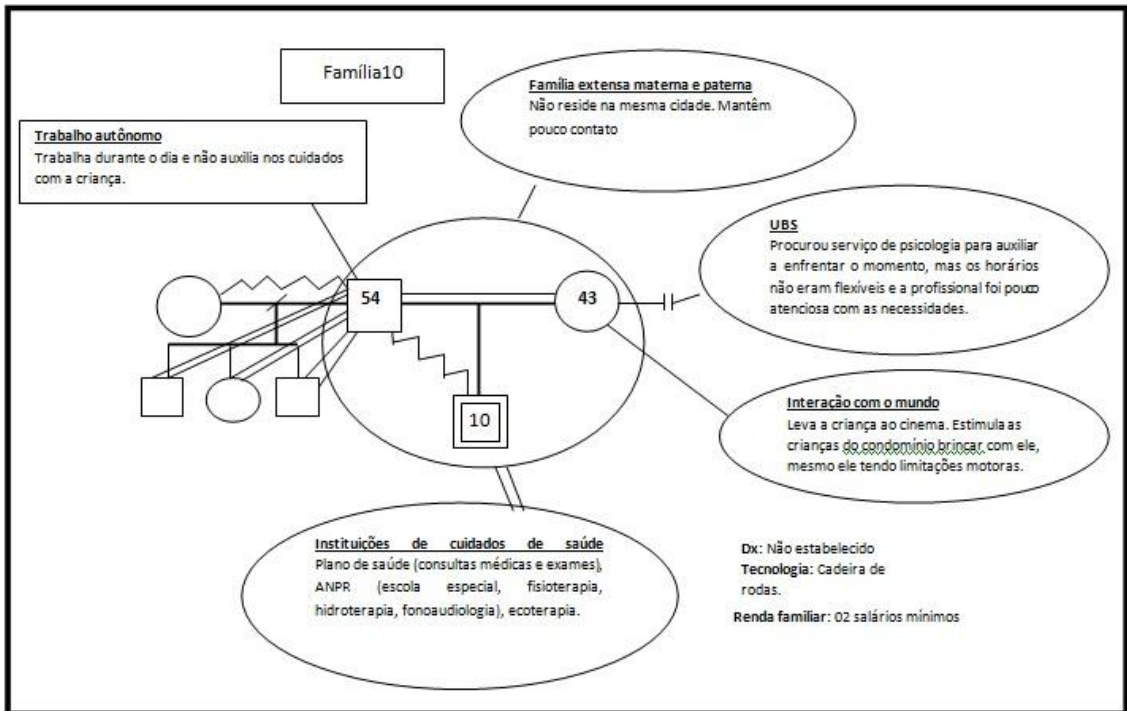 Família10
Família extensa materna e paterna
Não reside na mesma cidade. Mantêm
pouco contato
Trabalho autônomo
Trabalha durante o dia e não auxilia nos cuidados
com a criança.
UBS
Procurou serviço de psicologia para auxiliar
a enfrentar o momento, mas os horários
não eram flexíveis e a profissional foi pouco
atenciosa com as necessidades.
54
43
10
Interação com o mundo
Leva a criança ao cinema. Estimula as
crianças do condomínio brincar com ele,
mesmo ele tendo limitações motoras.
Instituições de cuidados de saúde
Plano de saúde (consultas médicas e exames),
ANPR (escola especial, fisioterapia,
hidroterapia, fonoaudiologia), ecoterapia.
Dx: Não estabelecido
Tecnologia: Cadeira de
rodas.
Renda familiar: 02 salários mínimos